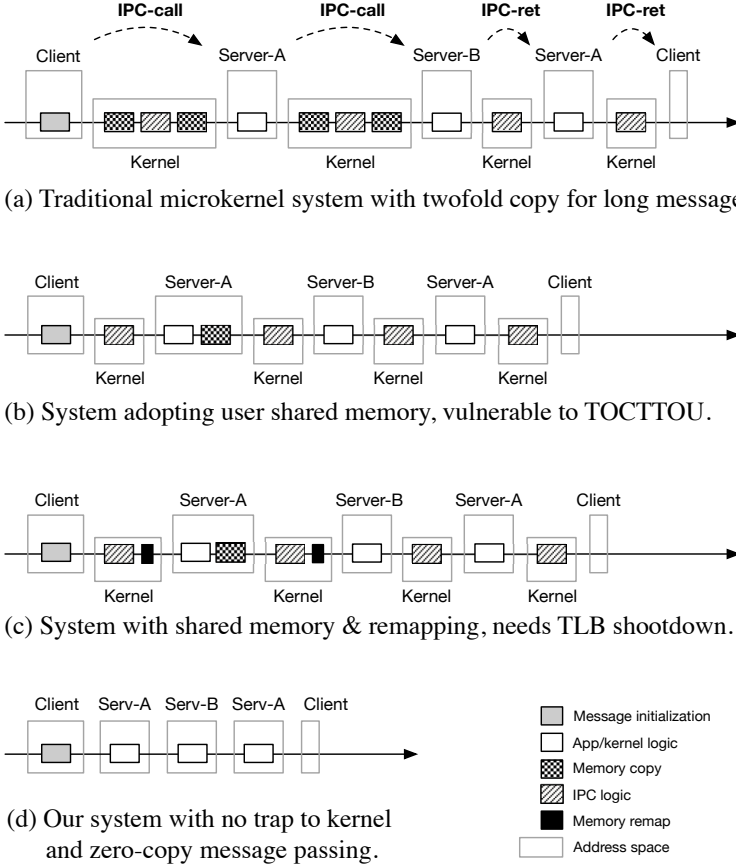 IPC-call IPC-call IPC-ret IPC-ret
Client Server-A Server-B Server-A Client
Kernel Kernel Kernel Kernel
(a) Traditional microkernel system with twofold copy for long message
Client Server-A Server-B Server-A Client
Kernel Kernel Kernel Kernel
(b) System adopting user shared memory, vulnerable to TOCTTOU.
Client Server-A Server-B Server-A Client
Kernel Kernel Kernel Kernel
(c) System with shared memory & remapping, needs TLB shootdown.
Client Serv-A Serv-B Serv-A Client
(d) Our system with no trap to kernel
and zero-copy message passing.
Message initialization
App/kernel logic
Memory copy
IPC logic
Memory remap
Address space